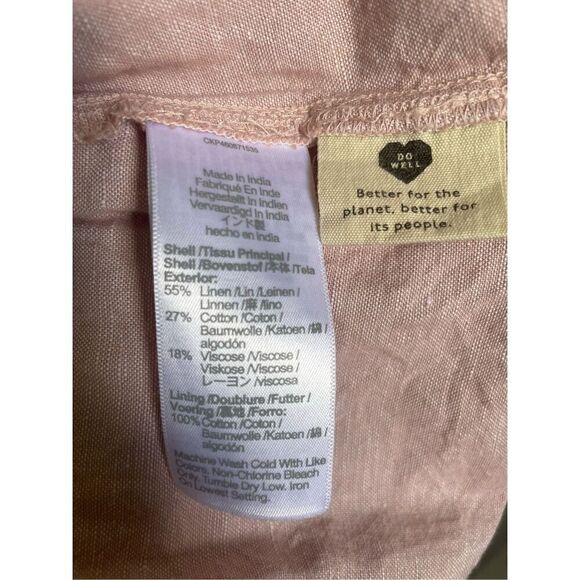 CKP460871535
Made In India
Fabriqué En Inde
Hergestellt In Indien
Vervaardigd In India
インド製
hecho en india
Shell /Tissu Principal /
Shell /Bovenstof /本体 /Tela
Exterior:
55% Linen /Lin /Leinen /
Linnen /麻 /lino
27% Cotton /Coton /
Baumwolle /Katoen /綿 /
algodón
18% Viscose /Viscose /
Viskose /Viscose /
レーヨン /viscosa
Lining /Doublure /Futter /
Voering /裏地 /Forro:
100% Cotton /Coton /
Baumwolle /Katoen /綿 /
algodón
Machine Wash Cold With Like
Colors. Non-Chlorine Bleach
Only. Tumble Dry Low. Iron
On Lowest Setting.
DO
WELL
Better for the
planet, better for
its people.